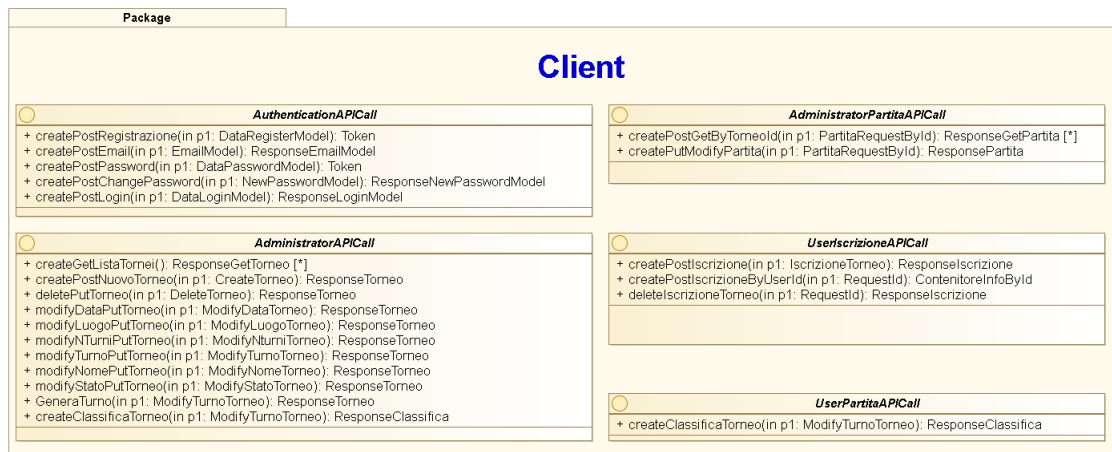 Package
Client
AuthenticationAPICall
+ createPostRegistrazione(in p1: DataRegisterModel): Token
+ createPostEmail(in p1: EmailModel): ResponseEmailModel
+ createPostPassword(in p1: DataPasswordModel): Token
+ createPostChangePassword(in p1: NewPasswordModel): ResponseNewPasswordModel
+ createPostLogin(in p1: DataLoginModel): ResponseLoginModel
AdministratorPartitaAPICall
+ createPostGetByTorneoId(in p1: PartitaRequestById): ResponseGetPartita [*]
+ createPutModifyPartita(in p1: PartitaRequestById): ResponsePartita
AdministratorAPICall
+ createGetListaTornei(): ResponseGetTorneo [*]
+ createPostNuovoTorneo(in p1: CreateTorneo): ResponseTorneo
+ deletePutTorneo(in p1: DeleteTorneo): ResponseTorneo
+ modifyDataPutTorneo(in p1: ModifyDataTorneo): ResponseTorneo
+ modifyLuogoPutTorneo(in p1: ModifyLuogoTorneo): ResponseTorneo
+ modifyNTurniPutTorneo(in p1: ModifyNturniTorneo): ResponseTorneo
+ modifyTurnoPutTorneo(in p1: ModifyTurnoTorneo): ResponseTorneo
+ modifyNomePutTorneo(in p1: ModifyNomeTorneo): ResponseTorneo
+ modifyStatoPutTorneo(in p1: ModifyStatoTorneo): ResponseTorneo
+ GeneraTurno(in p1: ModifyTurnoTorneo): ResponseTorneo
+ createClassificaTorneo(in p1: ModifyTurnoTorneo): ResponseClassifica
UserIscrizioneAPICall
+ createPostIscrizione(in p1: IscrizioneTorneo): ResponseIscrizione
+ createPostIscrizioneByUserId(in p1: RequestId): ContenitoreInfoById
+ deleteIscrizioneTorneo(in p1: RequestId): ResponseIscrizione
UserPartitaAPICall
+ createClassificaTorneo(in p1: ModifyTurnoTorneo): ResponseClassifica